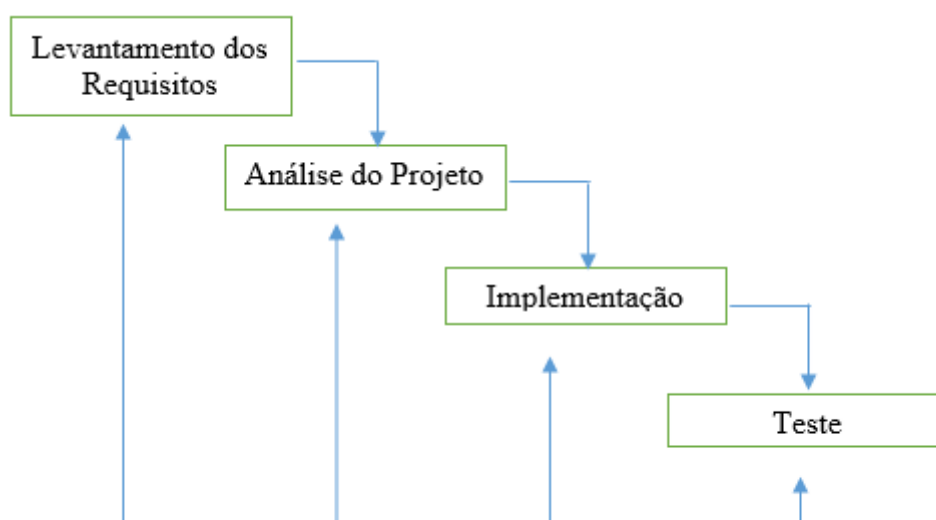 Levantamento dos
Requisitos
Análise do Projeto
Implementação
Teste